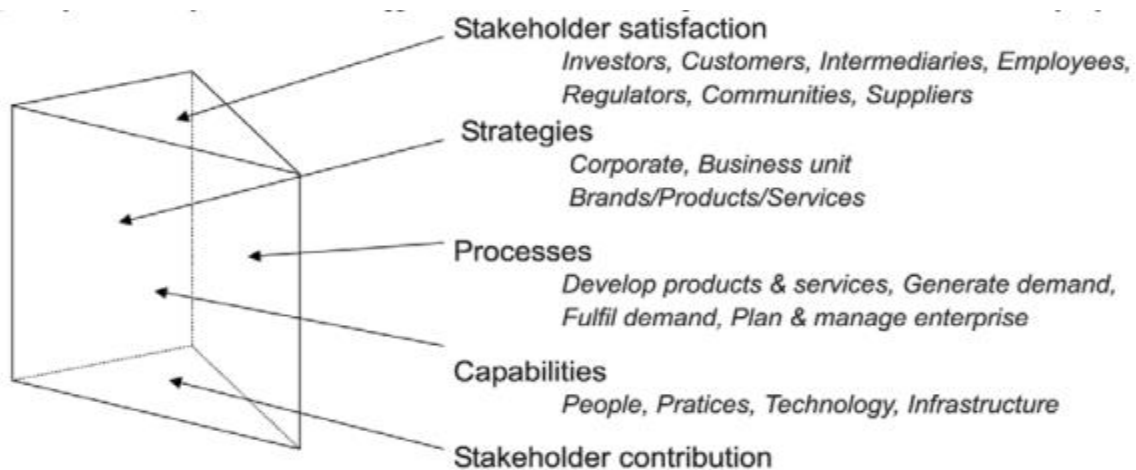 Stakeholder satisfaction
Investors, Customers, Intermediaries, Employees,
Regulators, Communities, Suppliers
Strategies
Corporate, Business unit
Brands/Products/Services
Processes
Develop products & services, Generate demand,
Fulfil demand, Plan & manage enterprise
Capabilities
People, Pratices, Technology, Infrastructure
Stakeholder contribution